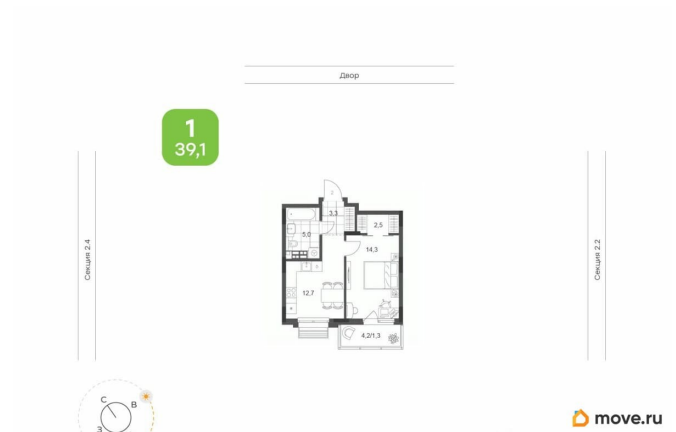 Двор
1
39,1
Секция 2.4
Секция 2.2
3,3
2,5
5,0
14,3
12,7
4,2/1,3
С
В
З
move.ru